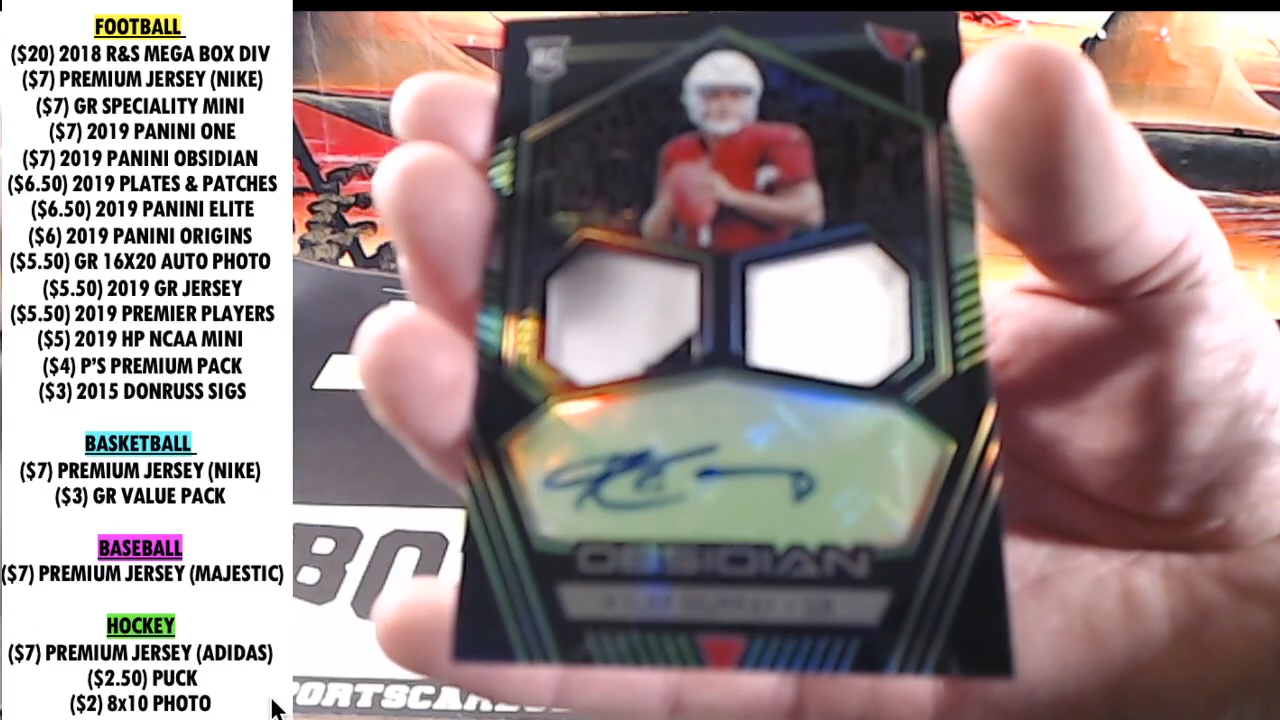 FOOTBALL
($20) 2018 R&S MEGA BOX DIV
($7) PREMIUM JERSEY (NIKE)
($7) GR SPECIALITY MINI
($7) 2019 PANINI ONE
($7) 2019 PANINI OBSIDIAN
($6.50) 2019 PLATES & PATCHES
($6.50) 2019 PANINI ELITE
($6) 2019 PANINI ORIGINS
($5.50) GR 16X20 AUTO PHOTO
($5.50) 2019 GR JERSEY
($5.50) 2019 PREMIER PLAYERS
($5) 2019 HP NCAA MINI
($4) P'S PREMIUM PACK
($3) 2015 DONRUSS SIGS
BASKETBALL
($7) PREMIUM JERSEY (NIKE)
($3) GR VALUE PACK
BASEBALL
($7) PREMIUM JERSEY (MAJESTIC)
HOCKEY
($7) PREMIUM JERSEY (ADIDAS)
($2.50) PUCK
($2) 8x10 PHOTO
RC
OBSIDIAN